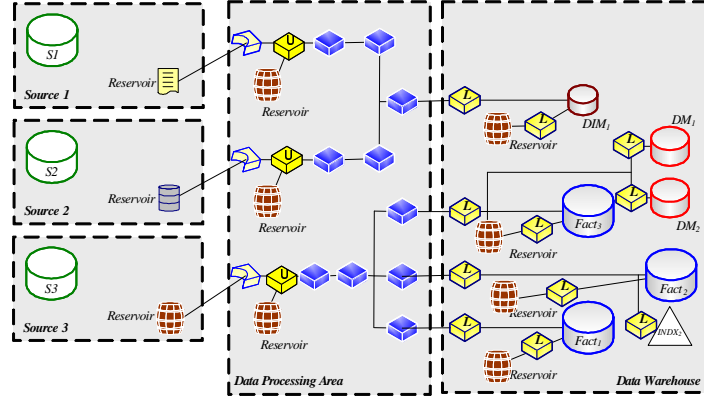 S1
Reservoir
Source 1
S2
Reservoir
Source 2
S3
Reservoir
Source 3
U
Reservoir
U
Reservoir
U
Reservoir
Data Processing Area
L
L
DIM1
Reservoir
L
DM1
L
DM2
L
L
Fact3
Reservoir
L
L
Fact2
Reservoir
L
INDX2
L
L
Fact1
Reservoir
Data Warehouse